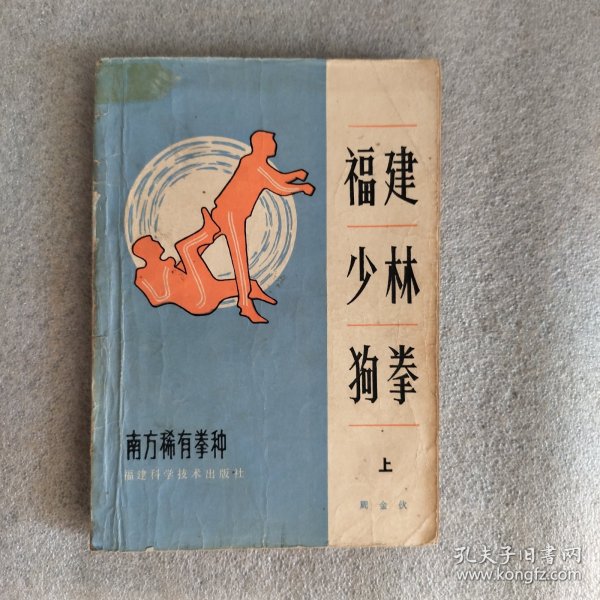 福建
少林
狗拳
上
周金伙
南方稀有拳种
福建科学技术出版社
孔夫子旧书网
www.kongfz.com